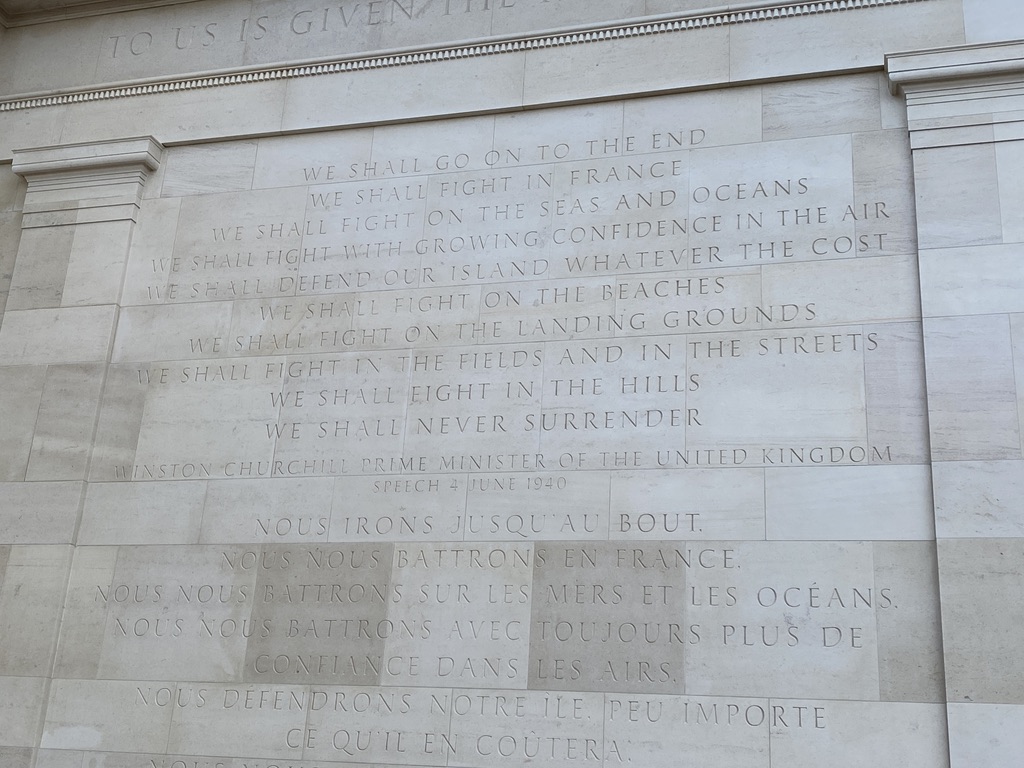 TO US IS GIVEN THE
WE SHALL GO ON TO THE END
WE SHALL FIGHT IN FRANCE
WE SHALL FIGHT ON THE SEAS AND OCEANS
WE SHALL FIGHT WITH GROWING CONFIDENCE IN THE AIR
WE SHALL DEFEND OUR ISLAND WHATEVER THE COST
WE SHALL FIGHT ON THE BEACHES
WE SHALL FIGHT ON THE LANDING GROUNDS
WE SHALL FIGHT IN THE FIELDS AND IN THE STREETS
WE SHALL FIGHT IN THE HILLS
WE SHALL NEVER SURRENDER
WINSTON CHURCHILL PRIME MINISTER OF THE UNITED KINGDOM
SPEECH 4 JUNE 1940
NOUS IRONS JUSQU'AU BOUT.
NOUS NOUS BATTRONS EN FRANCE.
NOUS NOUS BATTRONS SUR LES MERS ET LES OCÉANS.
NOUS NOUS BATTRONS AVEC TOUJOURS PLUS DE
CONFIANCE DANS LES AIRS.
NOUS DÉFENDRONS NOTRE ÎLE, PEU IMPORTE
CE QU'IL EN COÛTERA.